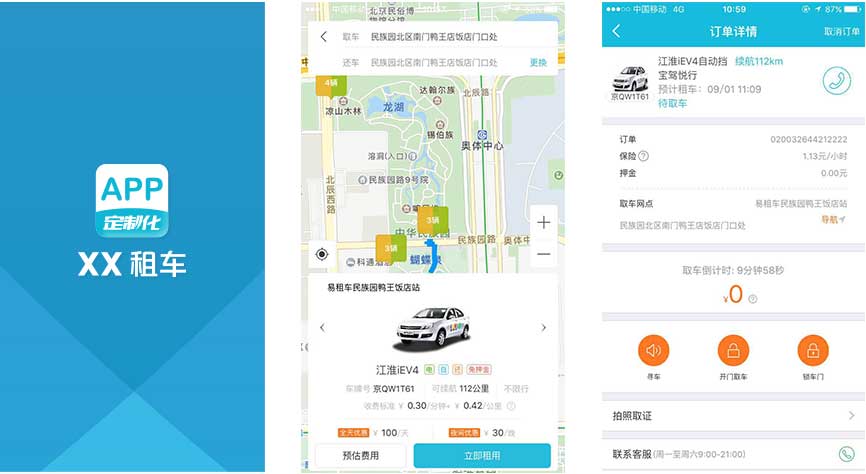 APP
定制化
XX 租车
取车 民族园北区南门鸭王店饭店门口处
还车 民族园北区南门鸭王店饭店门口处 更换
4辆
凉山木林
龙湖
达翰尔族
北辰路
锡伯族
奥体中心
溶洞(入口)
民族园路9号院
北辰西路
3辆
中华民族园
3辆
民族园路
奥体中
科通
蝴蝶泉
易租车民族园鸭王饭店站
江淮iEV4 电 自 还 免押金
车牌号 京QW1T61 可续航 112公里 不限行
收费标准 ¥ 0.30/分钟+ ¥ 0.42/公里
全天优惠 ¥ 100/天 夜间优惠 ¥ 30/晚
预估费用 立即租用
中国移动 4G 10:59 87%
订单详情 取消订单
江淮iEV4自动挡 续航112km
宝驾悦行
预计租车：09/01 11:09
待取车
京QW1T61
订单 020032644212222
保险 1.13元/小时
押金 0.00元
取车网点 易租车民族园鸭王饭店站
民族园北区南门鸭王店饭店门口处 导航
取车倒计时: 9分钟58秒
¥0
寻车 开门取车 锁车门
拍照取证
联系客服(周一至周六9:00-21:00)